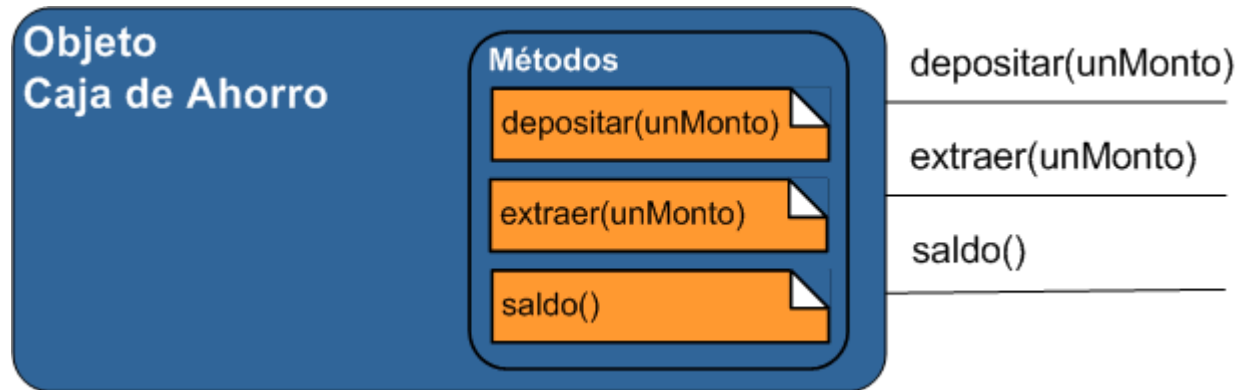 Objeto
Caja de Ahorro
Métodos
depositar(unMonto)
extraer(unMonto)
saldo()
depositar(unMonto)
extraer(unMonto)
saldo()